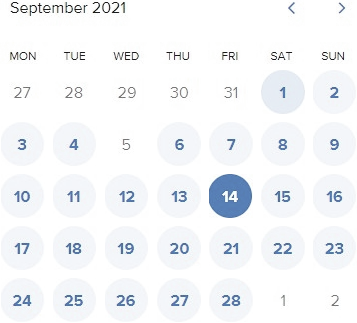 September 2021
MON TUE WED THU FRI SAT SUN
27 28 29 30 31 1 2
3 4 5 6 7 8 9
10 11 12 13 14 15 16
17 18 19 20 21 22 23
24 25 26 27 28 1 2